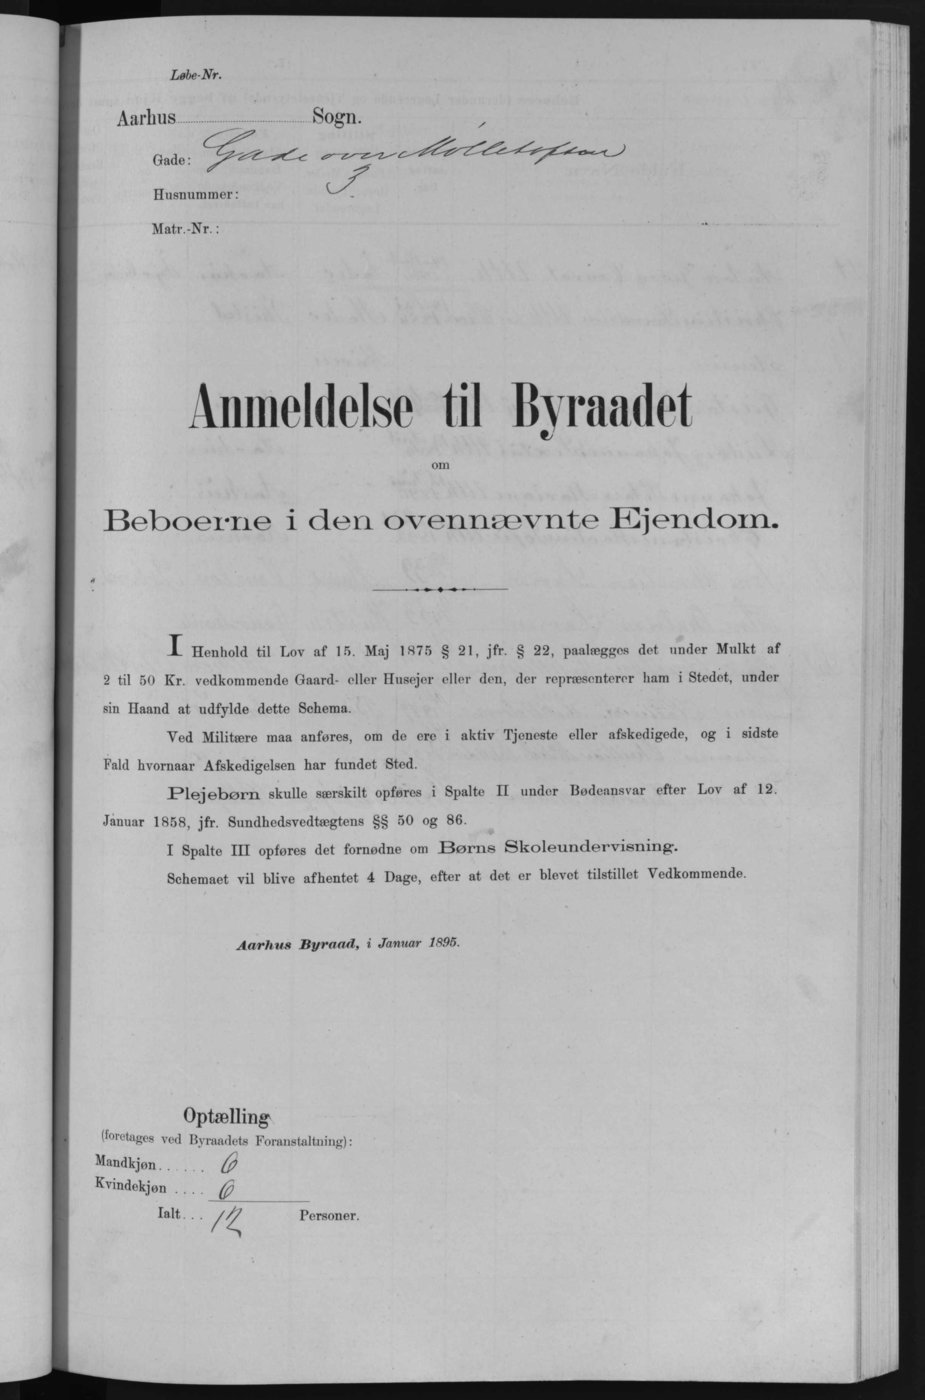 Løbe-Nr.
Aarhus Sogn.
Gade: Gade over Mølletoften
Husnummer: 3.
Matr.-Nr.:
Anmeldelse til Byraadet
om
Beboerne i den ovennævnte Ejendom.
I Henhold til Lov af 15. Maj 1875 § 21, jfr. § 22, paalægges det under Mulkt af
2 til 50 Kr. vedkommende Gaard- eller Husejer eller den, der repræsenterer ham i Stedet, under
sin Haand at udfylde dette Schema.
Ved Militære maa anføres, om de ere i aktiv Tjeneste eller afskedigede, og i sidste
Fald hvornaar Afskedigelsen har fundet Sted.
Plejebørn skulle særskilt opføres i Spalte II under Bødeansvar efter Lov af 12.
Januar 1858, jfr. Sundhedsvedtægtens §§ 50 og 86.
I Spalte III opføres det fornødne om Børns Skoleundervisning.
Schemaet vil blive afhentet 4 Dage, efter at det er blevet tilstillet Vedkommende.
Aarhus Byraad, i Januar 1895.
Optælling
(foretages ved Byraadets Foranstaltning):
Mandkjøn...... 6
Kvindekjøn .... 6
Ialt... 12 Personer.